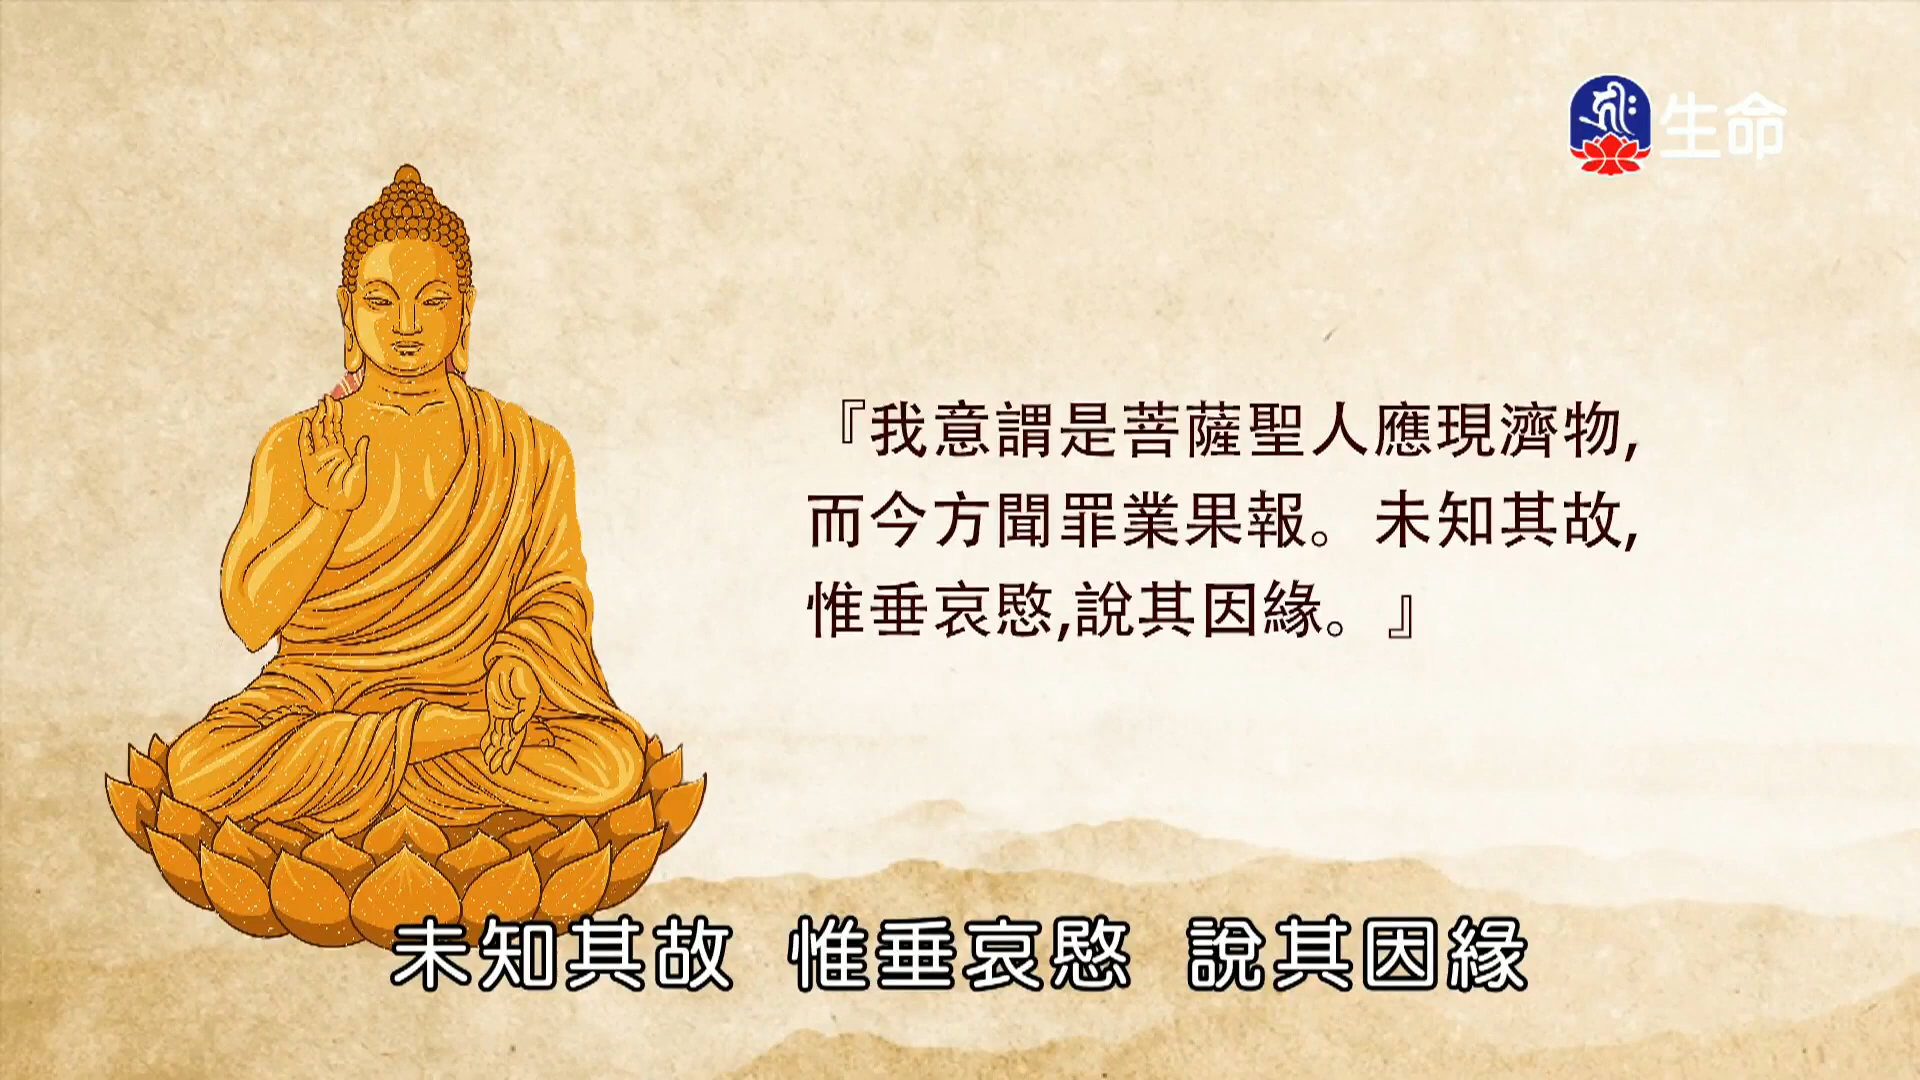 生命
『我意謂是菩薩聖人應現濟物,
而今方聞罪業果報。未知其故,
惟垂哀愍,說其因緣。』
未知其故 惟垂哀愍 說其因緣